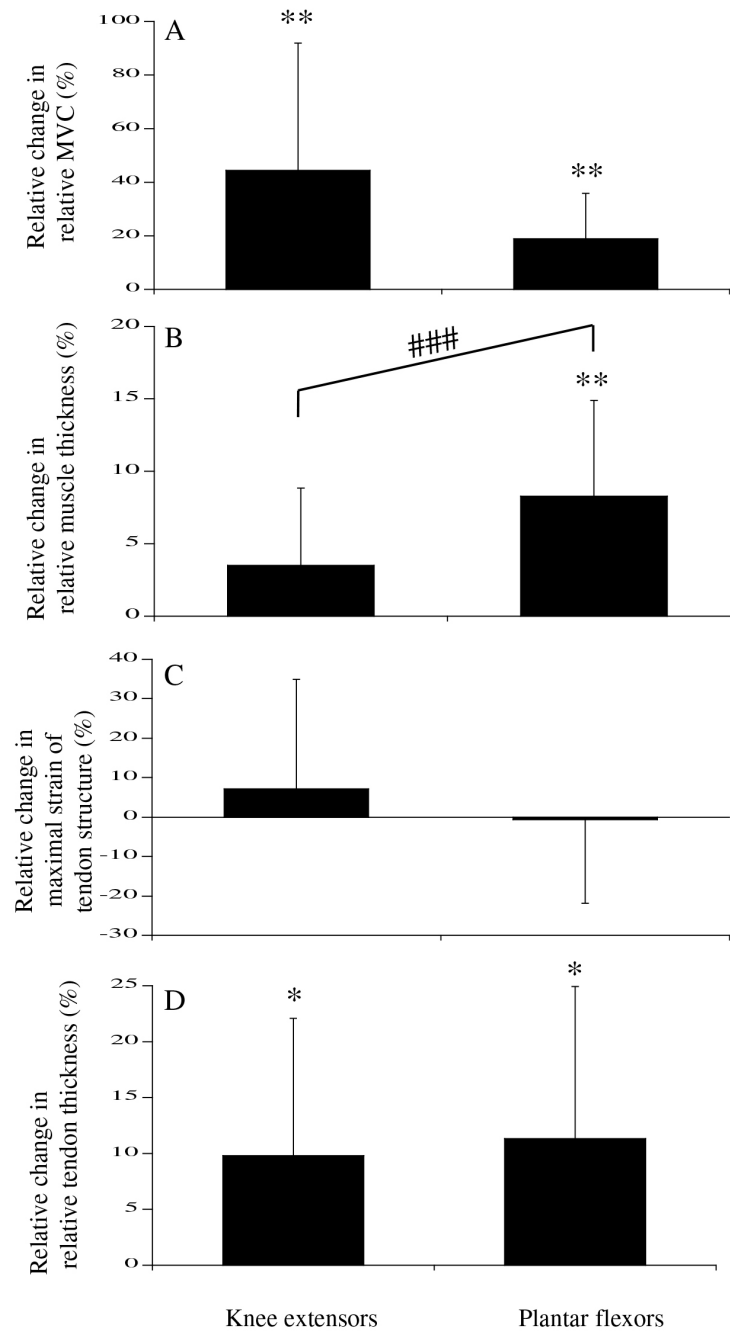 A
Relative change in
relative MVC (%)
100
80
60
40
20
0
**
**
B
Relative change in
relative muscle thickness (%)
20
15
10
5
0
###
**
C
Relative change in
maximal strain of
tendon structure (%)
40
30
20
10
0
-10
-20
-30
D
Relative change in
relative tendon thickness (%)
25
20
15
10
5
0
*
*
Knee extensors
Plantar flexors